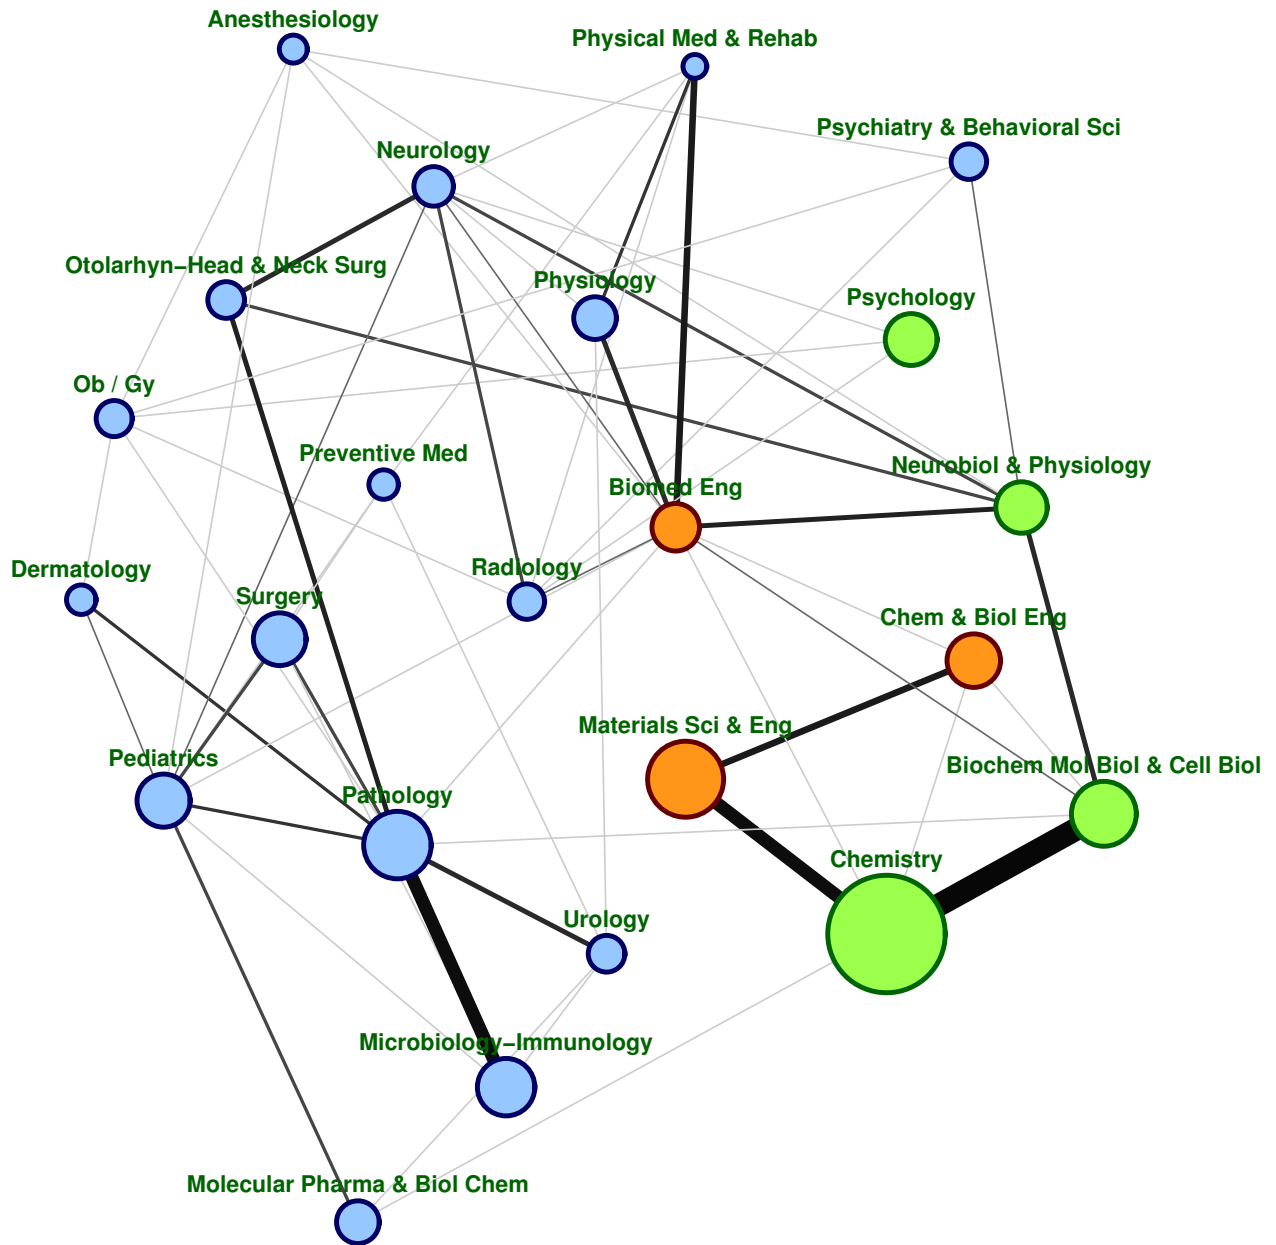 Anesthesiology
Physical Med & Rehab
Psychiatry & Behavioral Sci
Neurology
Otolarhyn−Head & Neck Surg
Physiology
Psychology
Ob / Gy
Preventive Med
Neurobiol & Physiology
Biomed Eng
Dermatology
Radiology
Surgery
Chem & Biol Eng
Materials Sci & Eng
Pediatrics
Biochem Mol Biol & Cell Biol
Pathology
Chemistry
Urology
Microbiology−Immunology
Molecular Pharma & Biol Chem